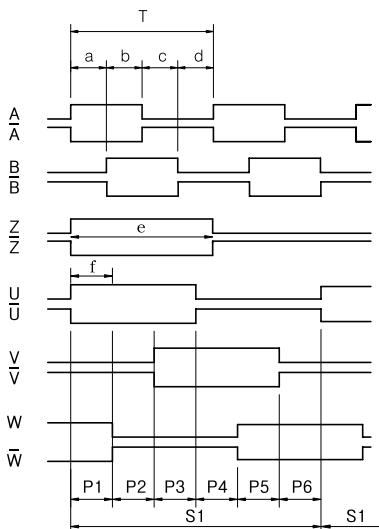 T
a b c d
A
A̅
B
B̅
Z
Z̅
e
f
U
U̅
V
V̅
W
W̅
P1 P2 P3 P4 P5 P6
S1 S1